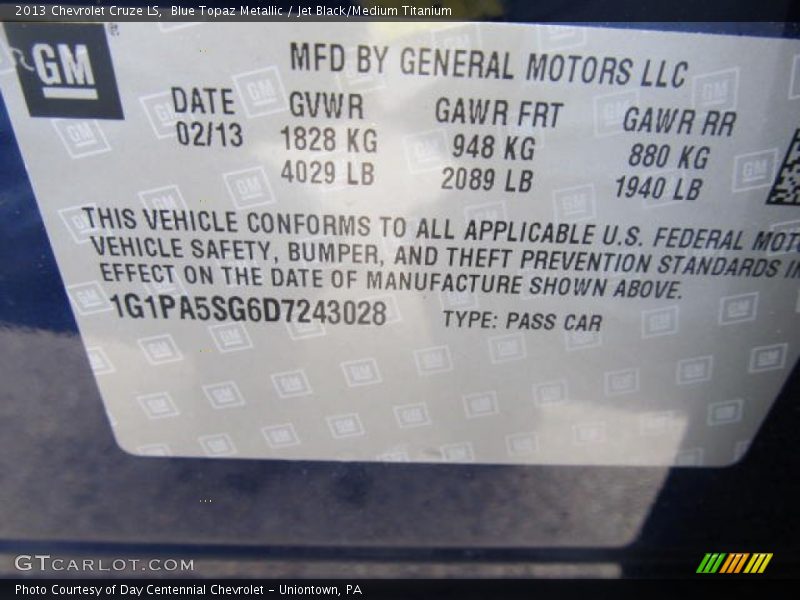 2013 Chevrolet Cruze LS, Blue Topaz Metallic / Jet Black/Medium Titanium
GM
MFD BY GENERAL MOTORS LLC
DATE GVWR GAWR FRT GAWR RR
02/13 1828 KG 948 KG 880 KG
4029 LB 2089 LB 1940 LB
THIS VEHICLE CONFORMS TO ALL APPLICABLE U.S. FEDERAL MOTO
VEHICLE SAFETY, BUMPER, AND THEFT PREVENTION STANDARDS IN
EFFECT ON THE DATE OF MANUFACTURE SHOWN ABOVE.
1G1PA5SG6D7243028 TYPE: PASS CAR
GTCARLOT.COM
Photo Courtesy of Day Centennial Chevrolet - Uniontown, PA